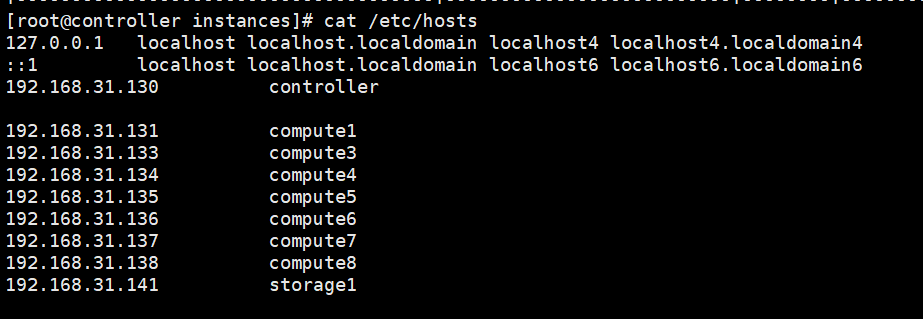 [root@controller instances]# cat /etc/hosts
127.0.0.1   localhost localhost.localdomain localhost4 localhost4.localdomain4
::1         localhost localhost.localdomain localhost6 localhost6.localdomain6
192.168.31.130          controller
192.168.31.131          compute1
192.168.31.133          compute3
192.168.31.134          compute4
192.168.31.135          compute5
192.168.31.136          compute6
192.168.31.137          compute7
192.168.31.138          compute8
192.168.31.141          storage1